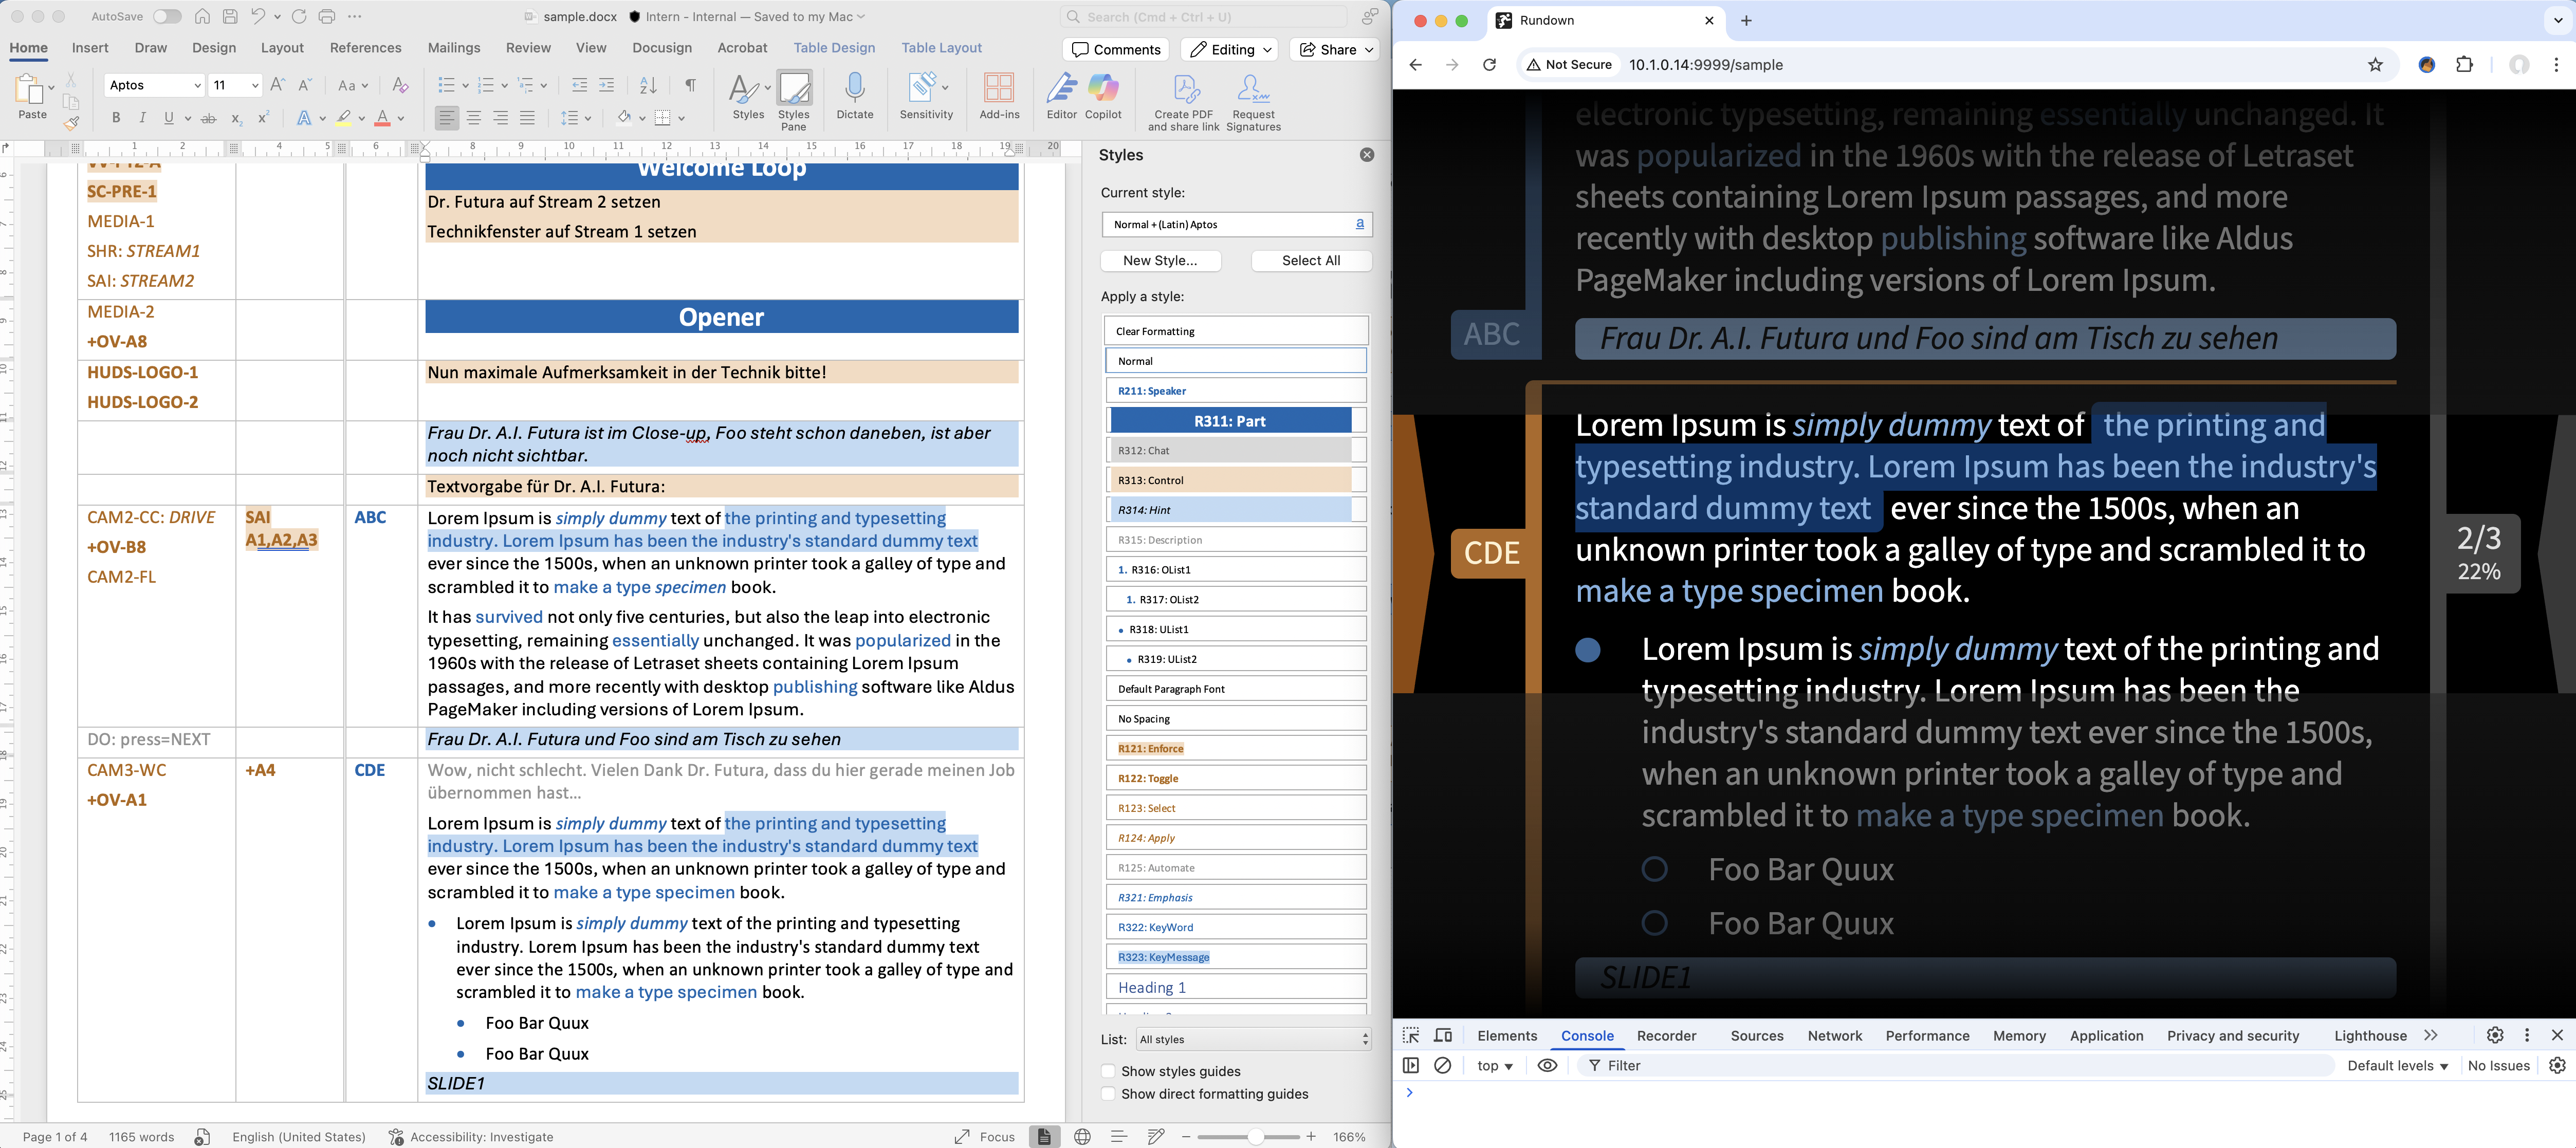 AutoSave
sample.docx
Intern - Internal — Saved to my Mac
Search (Cmd + Ctrl + U)
Home Insert Draw Design Layout References Mailings Review View Docusign Acrobat Table Design Table Layout
Comments Editing Share
Paste
Aptos 11
Aa
Styles
Styles Pane
Dictate
Sensitivity
Add-ins
Editor
Copilot
Create PDF and share link
Request Signatures
1 2 4 5 6 8 9 10 11 12 13 14 15 16 17 18 19 20
SC-PRE-1
MEDIA-1
SHR: STREAM1
SAI: STREAM2
Welcome Loop
Dr. Futura auf Stream 2 setzen
Technikfenster auf Stream 1 setzen
MEDIA-2
+OV-A8
Opener
HUDS-LOGO-1
HUDS-LOGO-2
Nun maximale Aufmerksamkeit in der Technik bitte!
Frau Dr. A.I. Futura ist im Close-up, Foo steht schon daneben, ist aber
noch nicht sichtbar.
Textvorgabe für Dr. A.I. Futura:
CAM2-CC: DRIVE
+OV-B8
CAM2-FL
SAI
A1,A2,A3
ABC
Lorem Ipsum is simply dummy text of the printing and typesetting
industry. Lorem Ipsum has been the industry's standard dummy text
ever since the 1500s, when an unknown printer took a galley of type and
scrambled it to make a type specimen book.
It has survived not only five centuries, but also the leap into electronic
typesetting, remaining essentially unchanged. It was popularized in the
1960s with the release of Letraset sheets containing Lorem Ipsum
passages, and more recently with desktop publishing software like Aldus
PageMaker including versions of Lorem Ipsum.
DO: press=NEXT
Frau Dr. A.I. Futura und Foo sind am Tisch zu sehen
CAM3-WC
+OV-A1
+A4
CDE
Wow, nicht schlecht. Vielen Dank Dr. Futura, dass du hier gerade meinen Job
übernommen hast...
Lorem Ipsum is simply dummy text of the printing and typesetting
industry. Lorem Ipsum has been the industry's standard dummy text
ever since the 1500s, when an unknown printer took a galley of type and
scrambled it to make a type specimen book.
• Lorem Ipsum is simply dummy text of the printing and typesetting
industry. Lorem Ipsum has been the industry's standard dummy text
ever since the 1500s, when an unknown printer took a galley of type and
scrambled it to make a type specimen book.
• Foo Bar Quux
• Foo Bar Quux
SLIDE1
Page 1 of 4 1165 words English (United States) Accessibility: Investigate Focus 166%
Styles
Current style:
Normal + (Latin) Aptos
New Style... Select All
Apply a style:
Clear Formatting
Normal
R211: Speaker
R311: Part
R312: Chat
R313: Control
R314: Hint
R315: Description
1. R316: OList1
1. R317: OList2
• R318: UList1
• R319: UList2
Default Paragraph Font
No Spacing
R121: Enforce
R122: Toggle
R123: Select
R124: Apply
R125: Automate
R321: Emphasis
R322: KeyWord
R323: KeyMessage
Heading 1
List: All styles
Show styles guides
Show direct formatting guides
Rundown
Not Secure 10.1.0.14:9999/sample
electronic typesetting, remaining essentially unchanged. It
was popularized in the 1960s with the release of Letraset
sheets containing Lorem Ipsum passages, and more
recently with desktop publishing software like Aldus
PageMaker including versions of Lorem Ipsum.
ABC
Frau Dr. A.I. Futura und Foo sind am Tisch zu sehen
Lorem Ipsum is simply dummy text of the printing and
typesetting industry. Lorem Ipsum has been the industry's
standard dummy text ever since the 1500s, when an
unknown printer took a galley of type and scrambled it to
make a type specimen book.
CDE
2/3
22%
Lorem Ipsum is simply dummy text of the printing and
typesetting industry. Lorem Ipsum has been the
industry's standard dummy text ever since the 1500s,
when an unknown printer took a galley of type and
scrambled it to make a type specimen book.
Foo Bar Quux
Foo Bar Quux
SLIDE1
Elements Console Recorder Sources Network Performance Memory Application Privacy and security Lighthouse
top Filter Default levels No Issues